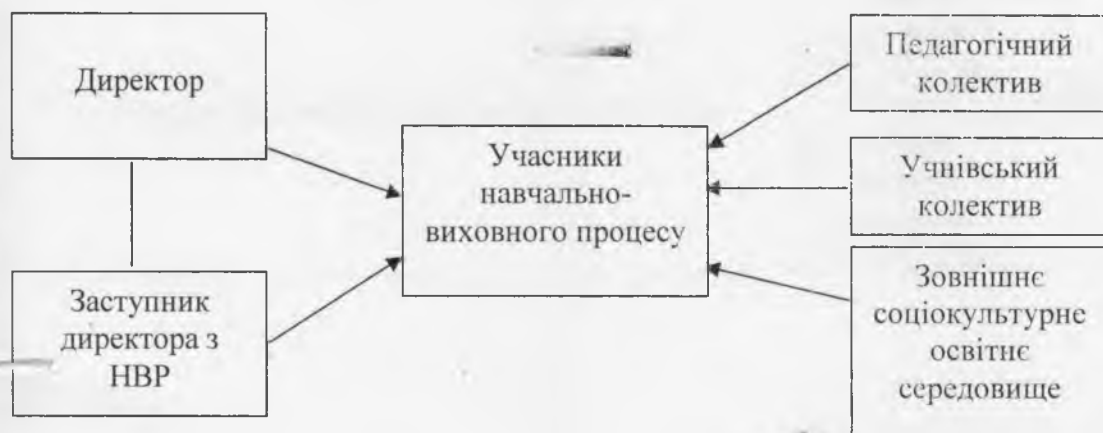 Директор
Заступник
директора з
НВР
Учасники
навчально-
виховного процесу
Педагогічний
колектив
Учнівський
колектив
Зовнішнє
соціокультурне
освітнє
середовище